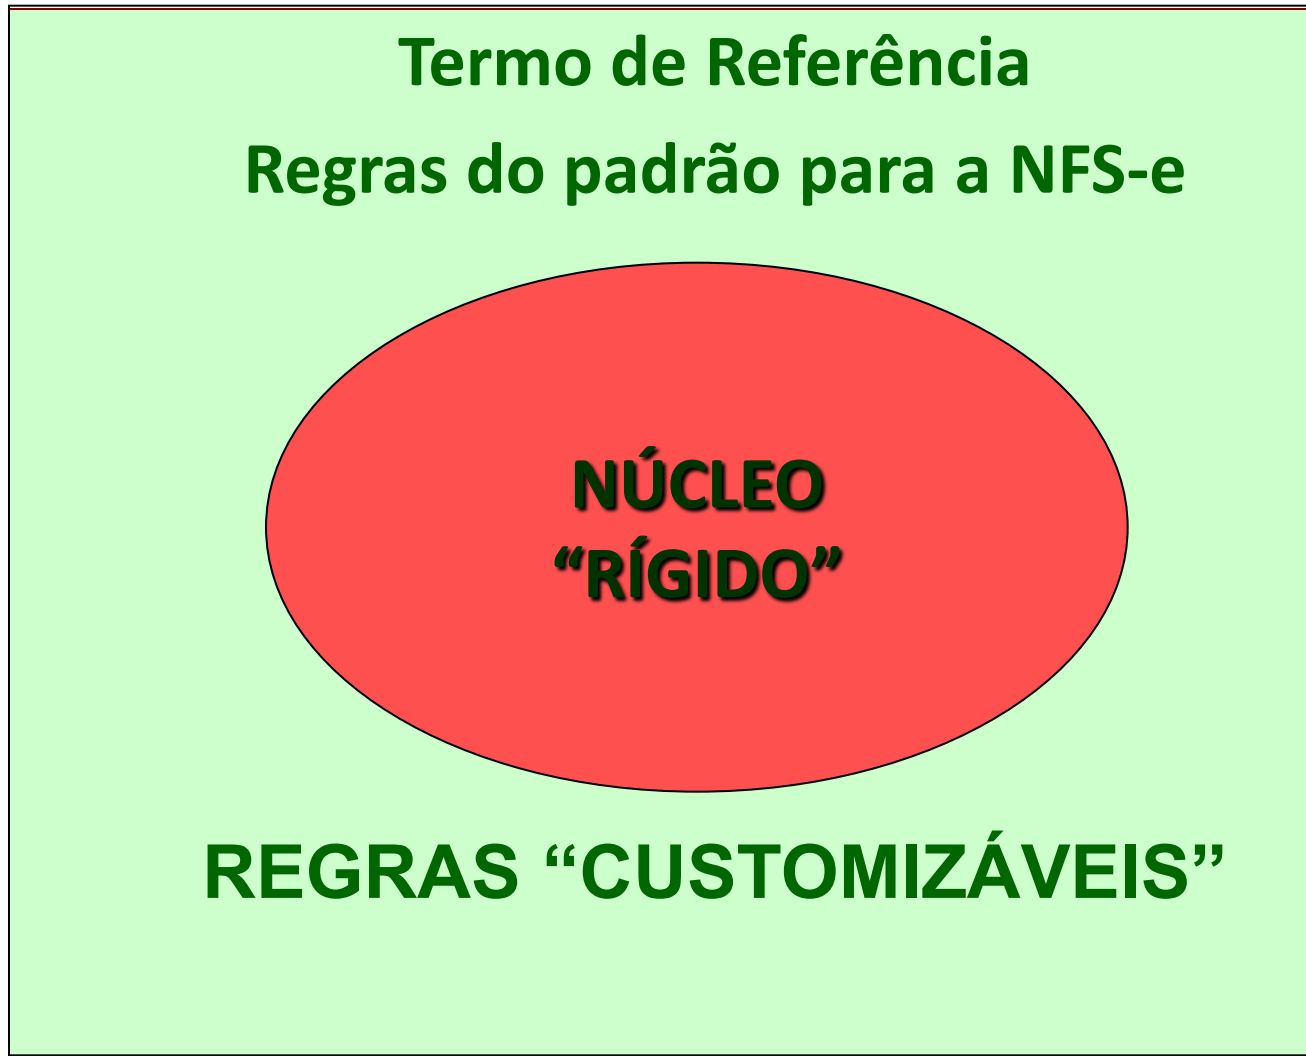 Termo de Referência
Regras do padrão para a NFS-e
NÚCLEO
“RÍGIDO”
REGRAS “CUSTOMIZÁVEIS”